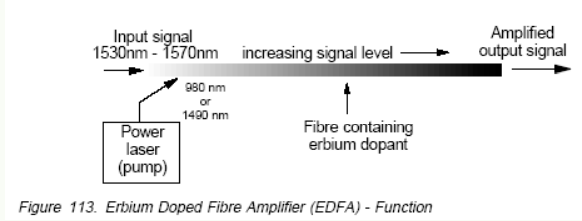 Input signal
1530nm - 1570nm
increasing signal level
Amplified
output signal
980 nm
or
1490 nm
Power
laser
(pump)
Fibre containing
erbium dopant
Figure 113. Erbium Doped Fibre Amplifier (EDFA) - Function